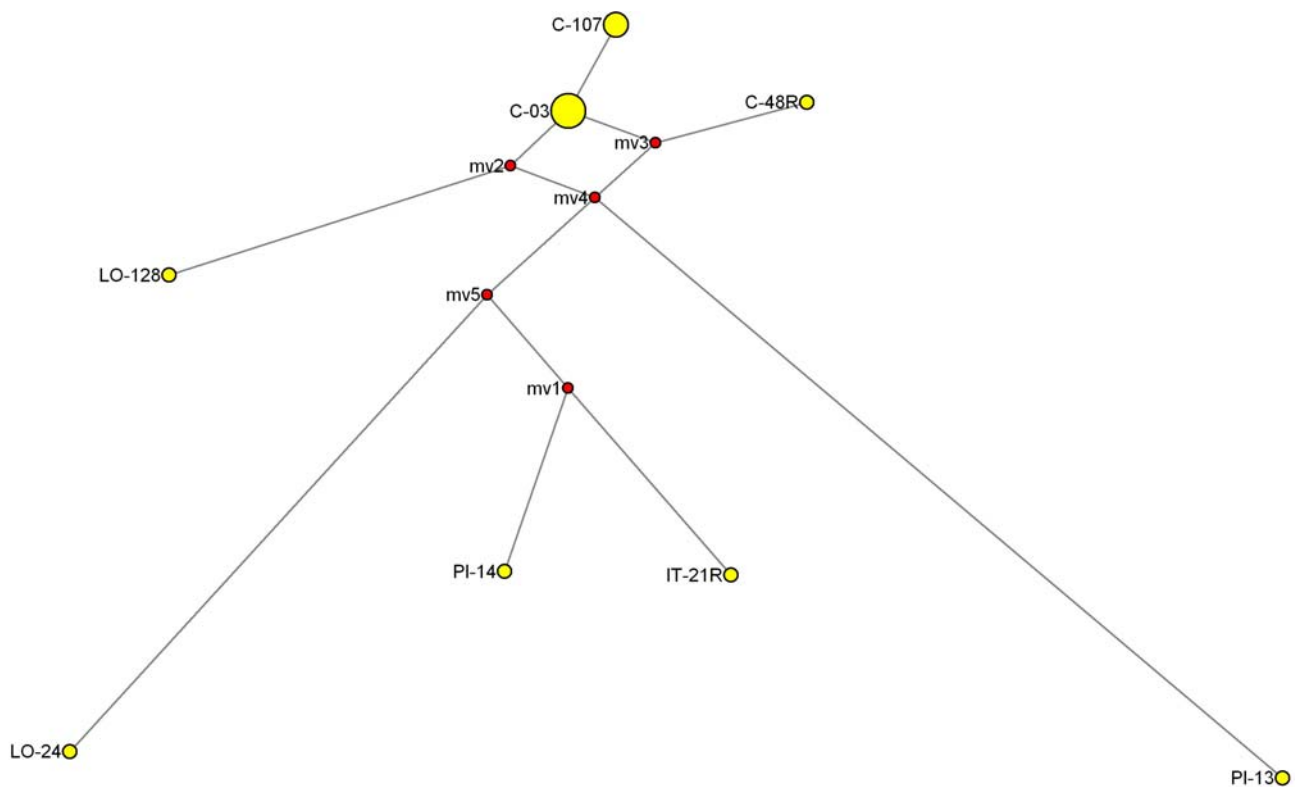 C-107
C-03
C-48R
mv3
mv2
mv4
LO-128
mv5
mv1
PI-14
IT-21R
LO-24
PI-13